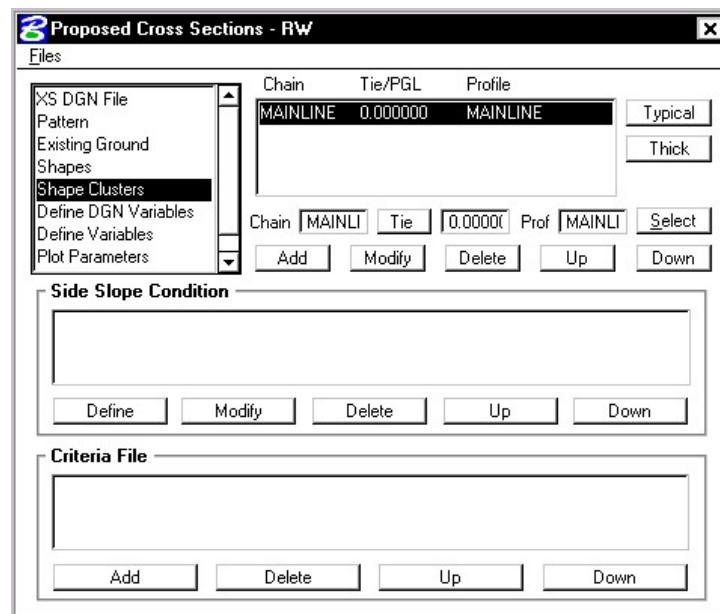 Proposed Cross Sections - RW
Files
XS DGN File
Pattern
Existing Ground
Shapes
Shape Clusters
Define DGN Variables
Define Variables
Plot Parameters
Chain Tie/PGL Profile
MAINLINE 0.000000 MAINLINE
Typical
Thick
Chain MAINLI Tie 0.0000( Prof MAINLI Select
Add Modify Delete Up Down
Side Slope Condition
Define Modify Delete Up Down
Criteria File
Add Delete Up Down